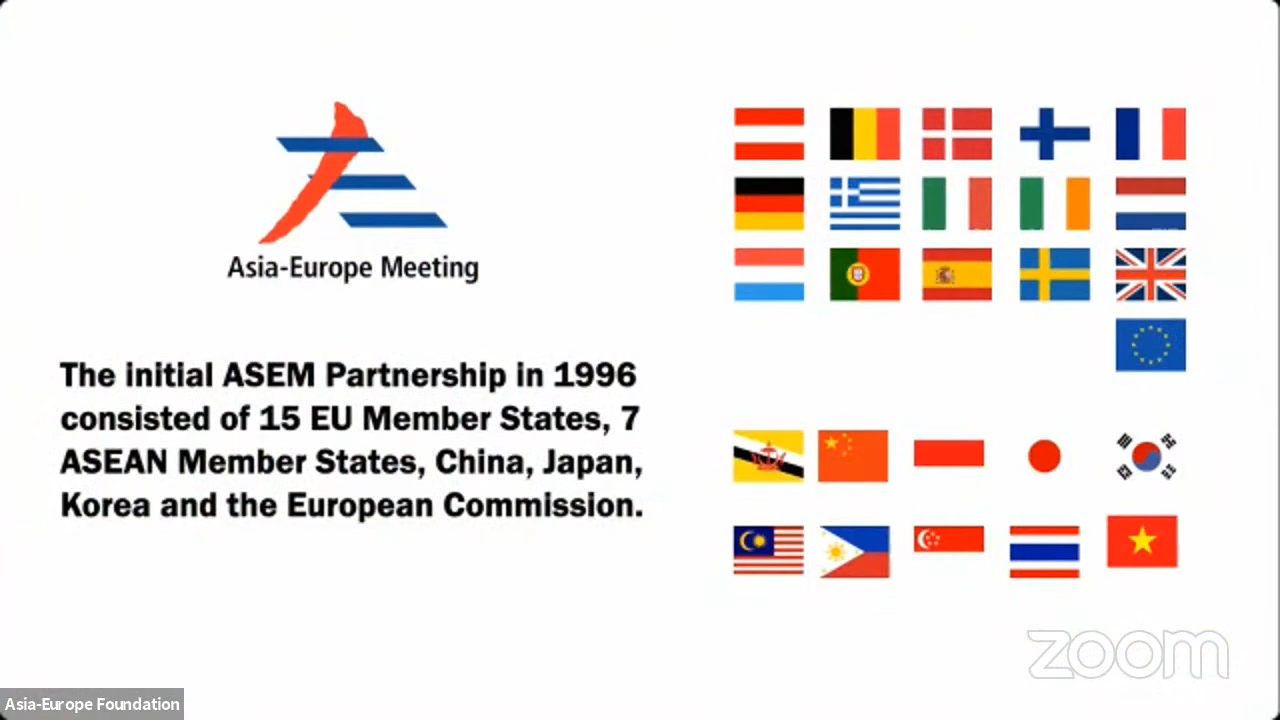 Asia-Europe Meeting
The initial ASEM Partnership in 1996
consisted of 15 EU Member States, 7
ASEAN Member States, China, Japan,
Korea and the European Commission.
zoom
Asia-Europe Foundation